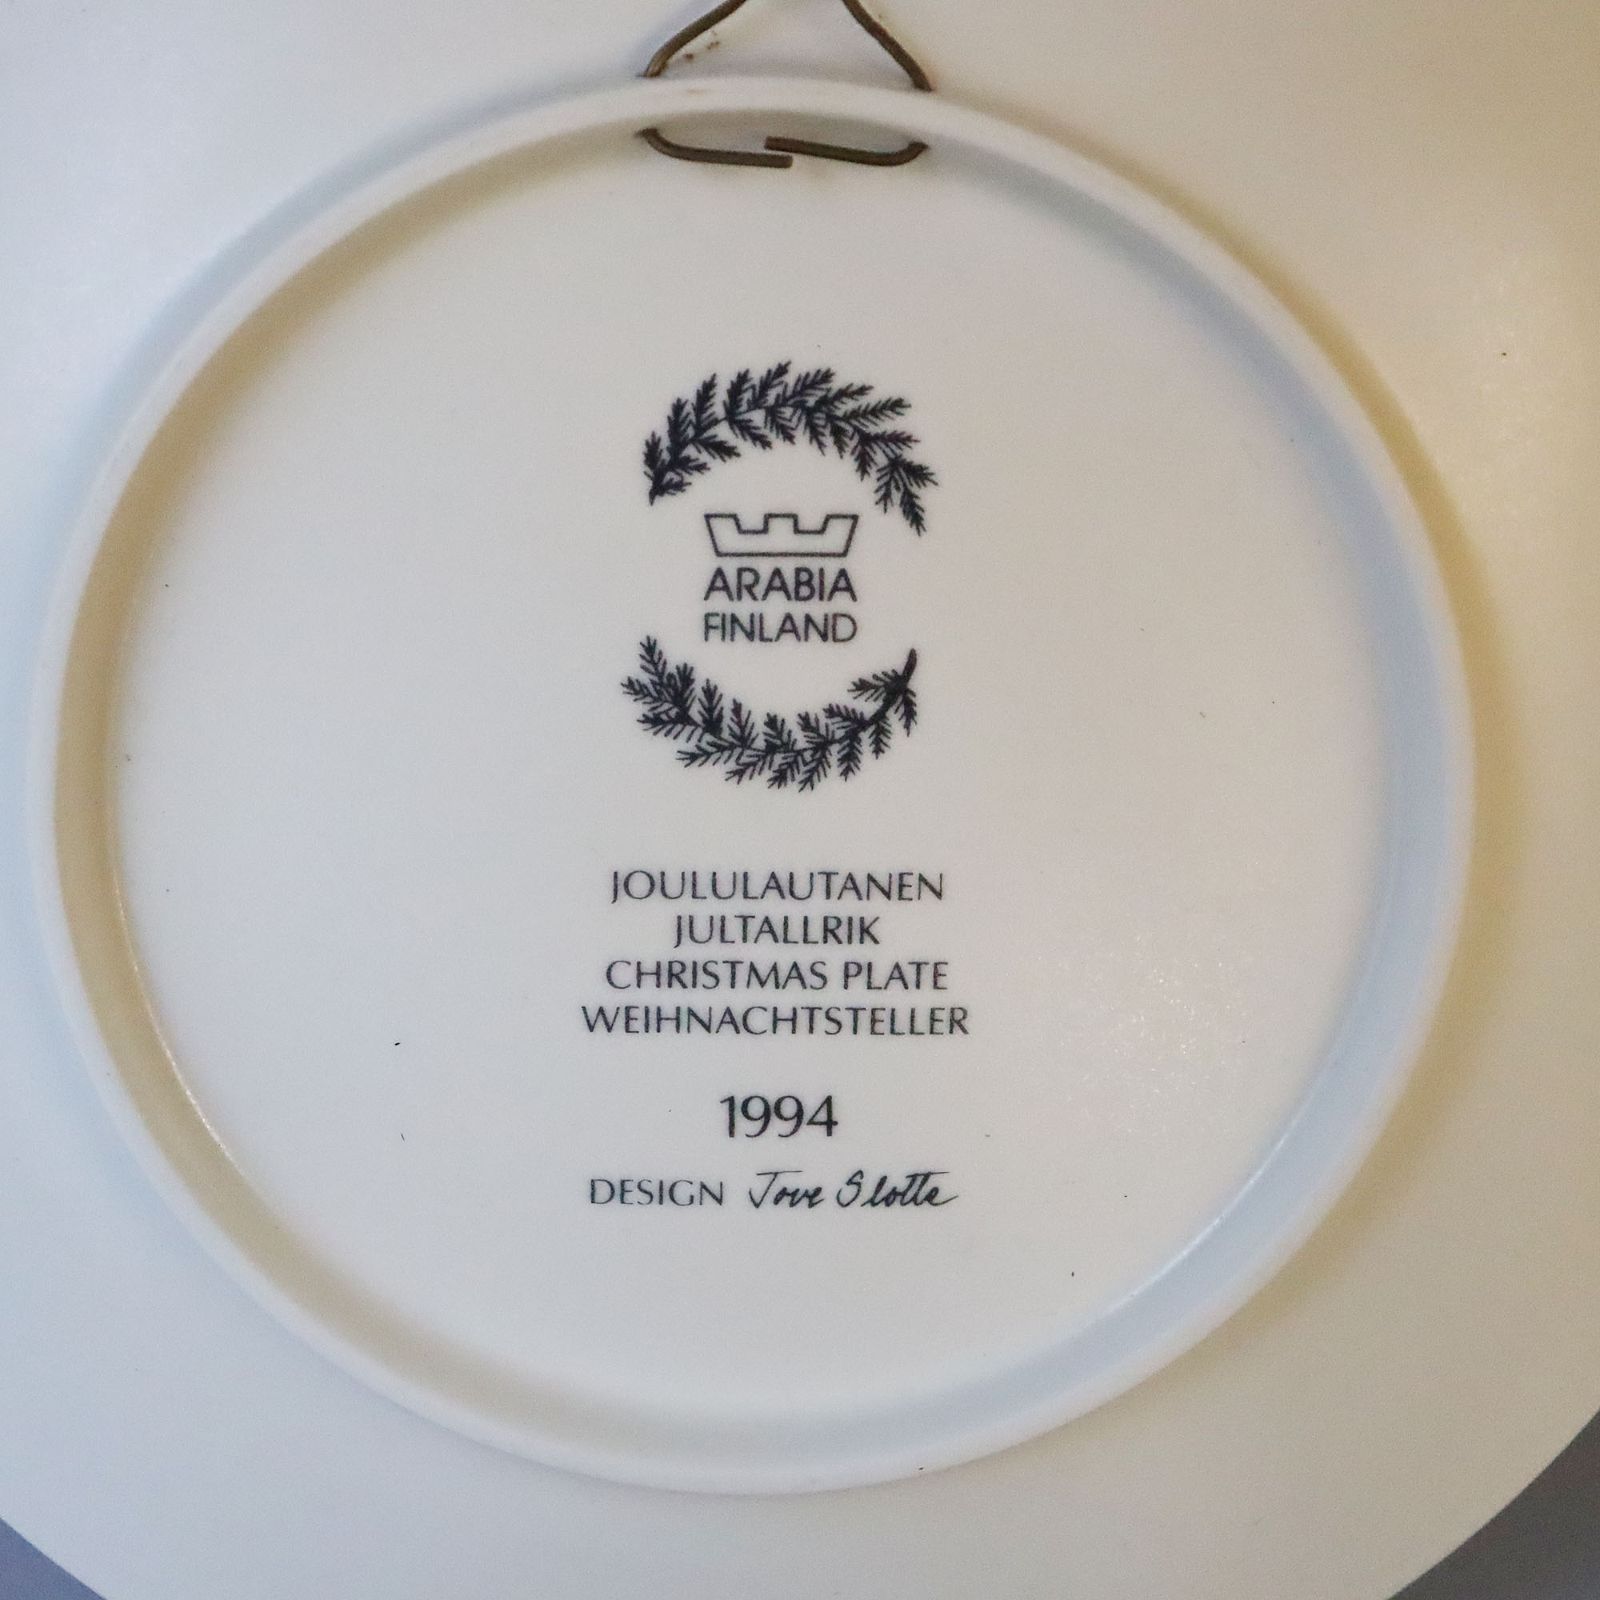 ARABIA
FINLAND
JOULULAUTANEN
JULTALLRIK
CHRISTMAS PLATE
WEIHNACHTSTELLER
1994
DESIGN Tove Slotte